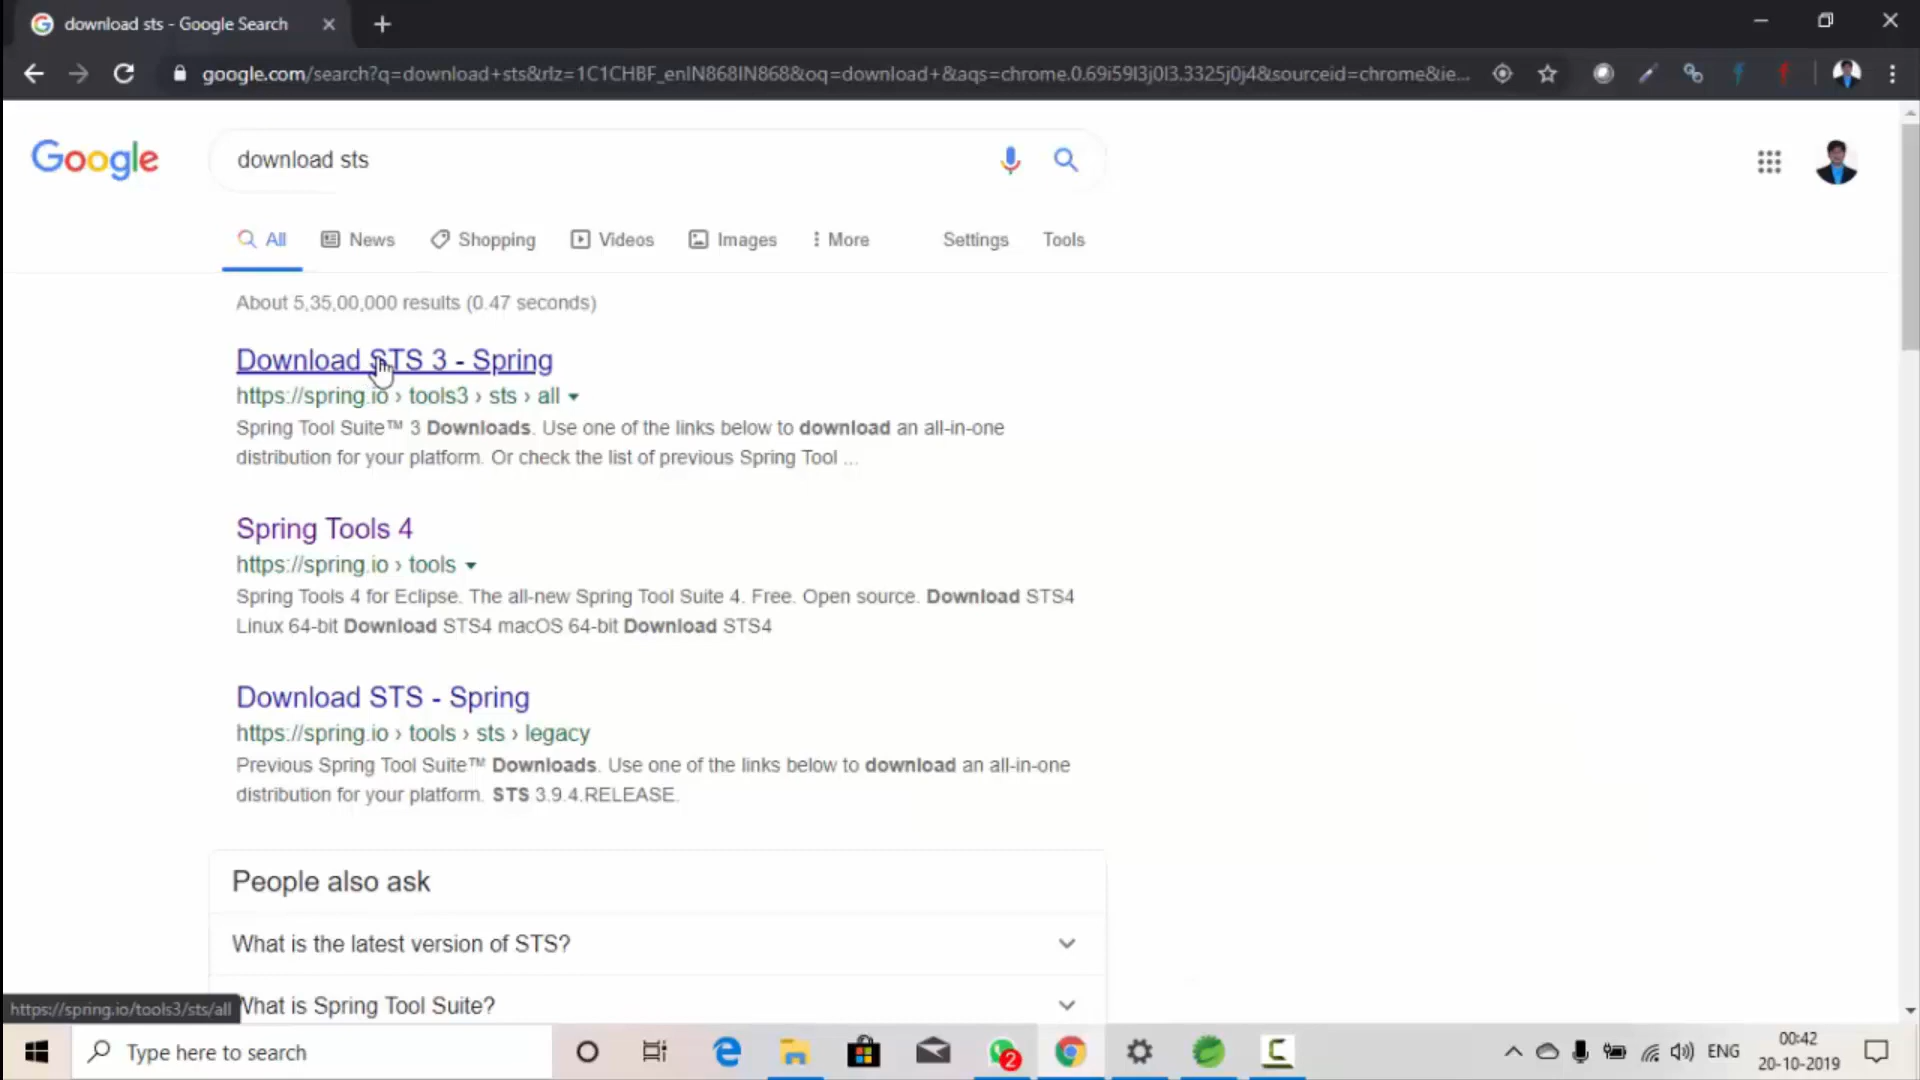 download sts - Google Search
google.com/search?q=download+sts&rlz=1C1CHBF_enIN868IN868&oq=download+&aqs=chrome.0.69i59l3j0l3.3325j0j4&sourceid=chrome&ie...
Google
download sts
All
News
Shopping
Videos
Images
More
Settings
Tools
About 5,35,00,000 results (0.47 seconds)
Download STS 3 - Spring
https://spring.io › tools3 › sts › all
Spring Tool Suite™ 3 Downloads. Use one of the links below to download an all-in-one
distribution for your platform. Or check the list of previous Spring Tool ...
Spring Tools 4
https://spring.io › tools
Spring Tools 4 for Eclipse. The all-new Spring Tool Suite 4. Free. Open source. Download STS4
Linux 64-bit Download STS4 macOS 64-bit Download STS4
Download STS - Spring
https://spring.io › tools › sts › legacy
Previous Spring Tool Suite™ Downloads. Use one of the links below to download an all-in-one
distribution for your platform. STS 3.9.4.RELEASE.
People also ask
What is the latest version of STS?
What is Spring Tool Suite?
https://spring.io/tools3/sts/all
Type here to search
2
ENG
00:42
20-10-2019